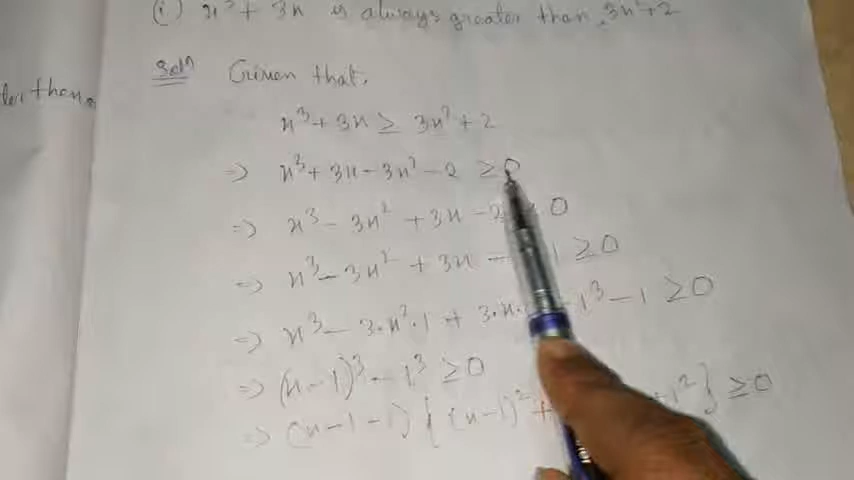 (i) x³ + 3x is always greater than 3x² + 2
ler than
Solⁿ Given that,
x³ + 3x ≥ 3x² + 2
=> x³ + 3x - 3x² - 2 ≥ 0
=> x³ - 3x² + 3x - 2 0
=> x³ - 3x² + 3x - 1 ≥ 0
=> x³ - 3.x².1 + 3.x. - 1³ - 1 ≥ 0
=> (x-1)³ - 1³ ≥ 0
=> (x-1-1) { (x-1)² + +1² } ≥ 0